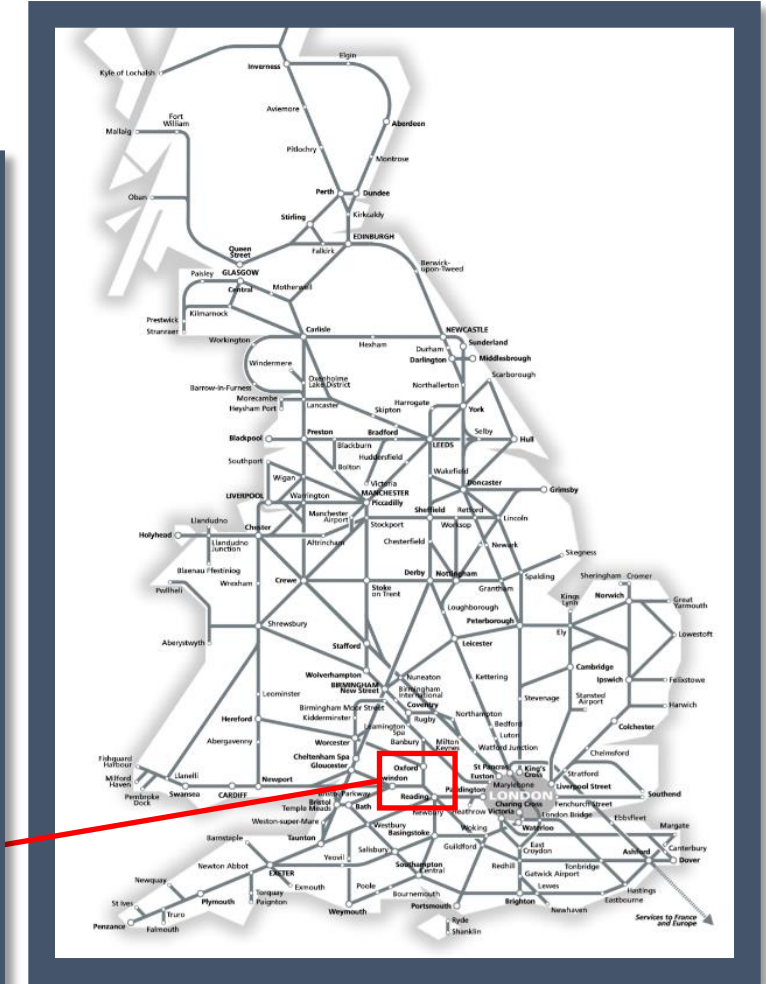 Elgin
Inverness
Kyle of Lochalsh
Aviemore
Fort
William
Mallaig
Aberdeen
Pitlochry
Montrose
Perth
Dundee
Oban
Stirling
Kirkcaldy
EDINBURGH
Queen
Street
Falkirk
GLASGOW
Central
Paisley
Motherwell
Berwick-
upon-Tweed
Prestwick
Kilmarnock
Stranraer
Carlisle
NEWCASTLE
Workington
Hexham
Sunderland
Durham
Darlington
Middlesbrough
Windermere
Oxenholme
Lake District
Scarborough
Barrow-in-Furness
Northallerton
Morecambe
Heysham Port
Lancaster
Harrogate
Skipton
York
Blackpool
Preston
Bradford
LEEDS
Selby
Hull
Blackburn
Southport
Bolton
Huddersfield
Wakefield
Wigan
Victoria
MANCHESTER
Piccadilly
Doncaster
Grimsby
LIVERPOOL
Warrington
Manchester
Airport
Stockport
Sheffield
Retford
Worksop
Lincoln
Llandudno
Chester
Holyhead
Llandudno
Junction
Altrincham
Chesterfield
Newark
Skegness
Blaenau Ffestiniog
Wrexham
Crewe
Derby
Nottingham
Stoke
on Trent
Grantham
Spalding
Sheringham
Cromer
Pwllheli
Kings
Lynn
Norwich
Great
Yarmouth
Loughborough
Shrewsbury
Peterborough
Ely
Lowestoft
Aberystwyth
Stafford
Leicester
Wolverhampton
BIRMINGHAM
New Street
Nuneaton
Kettering
Cambridge
Ipswich
Felixstowe
Birmingham
International
Leominster
Stevenage
Stansted
Airport
Harwich
Birmingham Moor Street
Kidderminster
Coventry
Rugby
Northampton
Hereford
Leamington
Spa
Bedford
Colchester
Abergavenny
Worcester
Banbury
Milton
Keynes
Luton
Watford Junction
Chelmsford
Cheltenham Spa
Gloucester
Fishguard
Harbour
Oxford
St Pancras
King's
Cross
Euston
Stratford
Milford
Haven
Llanelli
Newport
windon
Paddington
Marylebone
Liverpool Street
Southend
Pembroke
Dock
Swansea
CARDIFF
Parkway
Reading
LONDON
Bristol
Temple Meads
Bath
Newbury
Heathrow
Victoria
Charing Cross
Fenchurch Street
London Bridge
Ebbsfleet
Weston-super-Mare
Westbury
Basingstoke
Waterloo
Margate
Barnstaple
Taunton
Woking
Canterbury
Salisbury
Guildford
East
Croydon
Ashford
Dover
Yeovil
Newton Abbot
Southampton
Central
Redhill
Tonbridge
EXETER
Gatwick Airport
Newquay
Exmouth
Poole
Lewes
Hastings
Torquay
Paignton
Bournemouth
Eastbourne
St Ives
Plymouth
Weymouth
Portsmouth
Brighton
Newhaven
Truro
Penzance
Falmouth
Ryde
Shanklin
Services to France
and Europe